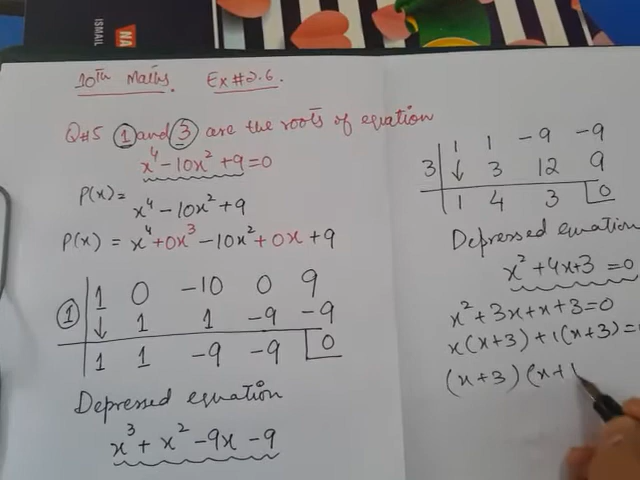 ISMAIL
NA
10TH Maths. Ex#2.6.
Q#5 1 and 3 are the roots of equation
x⁴-10x²+9=0
P(x)=
x⁴-10x²+9
P(x) = x⁴+0x³-10x²+0x+9
1 | 1 0 -10 0 9
↓ 1 1 -9 -9
1 1 -9 -9 0
Depressed equation
x³+x²-9x-9
1 1 -9 -9
3 | ↓ 3 12 9
1 4 3 0
Depressed equation
x²+4x+3=0
x²+3x+x+3=0
x(x+3)+1(x+3)=
(x+3)(x+1